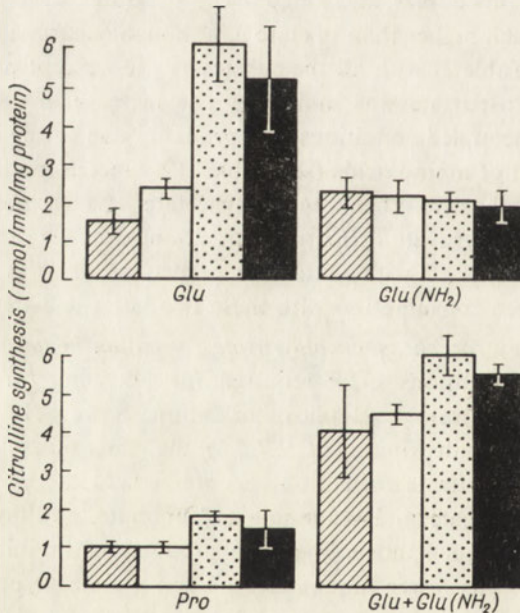 Citrulline synthesis (nmol/min/mg protein)
6
5
4
3
2
1
0
Glu
Glu(NH₂)
6
5
4
3
2
1
0
Pro
Glu+Glu(NH₂)